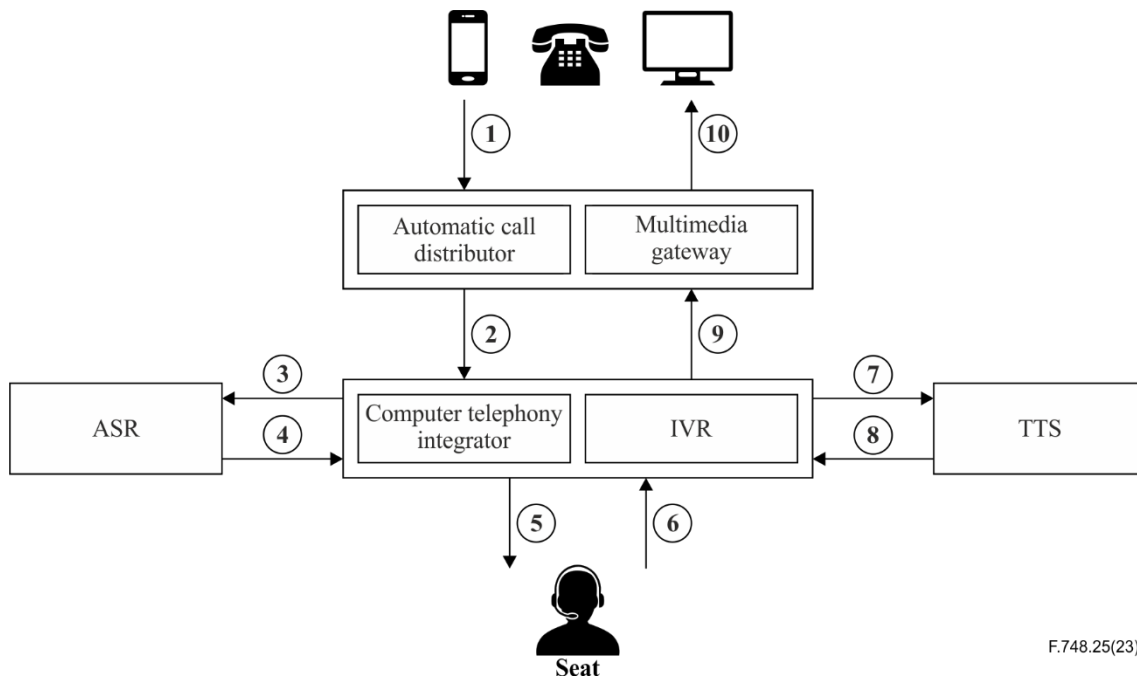 1
10
Automatic call
distributor
Multimedia
gateway
2
9
3
7
ASR
Computer telephony
integrator
IVR
TTS
4
8
5
6
Seat
F.748.25(23)